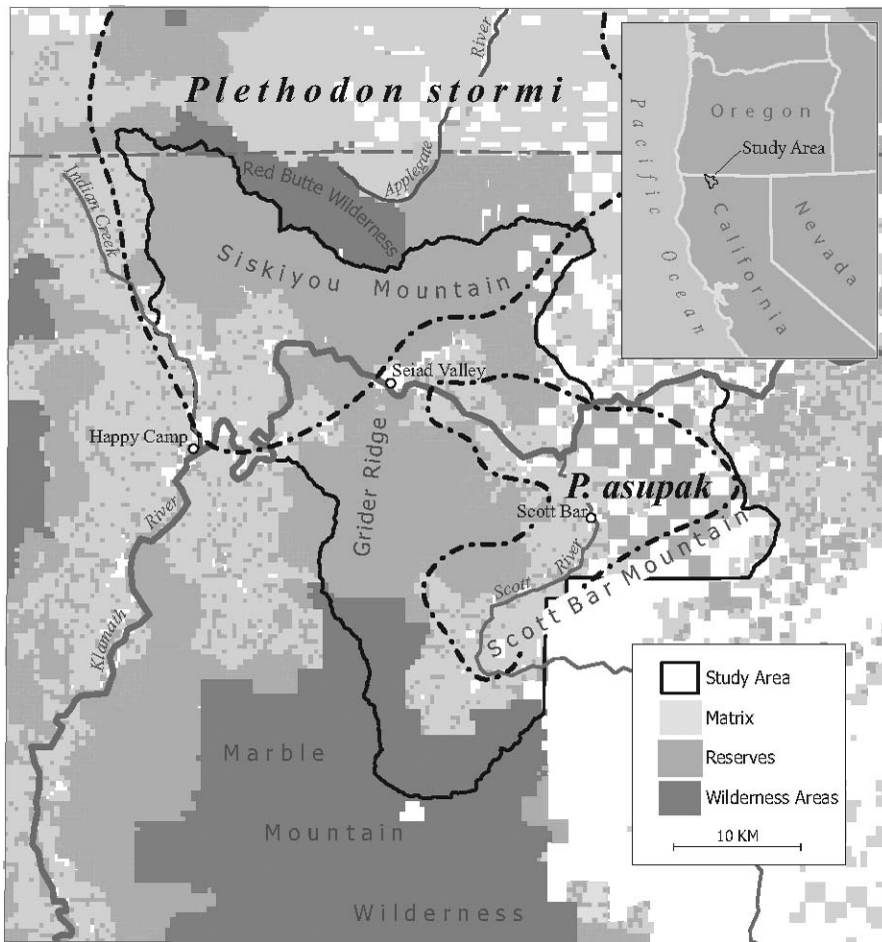 River
Plethodon stormi
Applegate
Red Butte Wilderness
Indian Creek
Siskiyou Mountain
Seiad Valley
Happy Camp
Grider Ridge
River
Klamath
P. asupak
Scott Bar
Scott River
Scott Bar Mountain
Marble
Mountain
Wilderness
Pacific Ocean
Oregon
Study Area
California
Nevada
Study Area
Matrix
Reserves
Wilderness Areas
10 KM